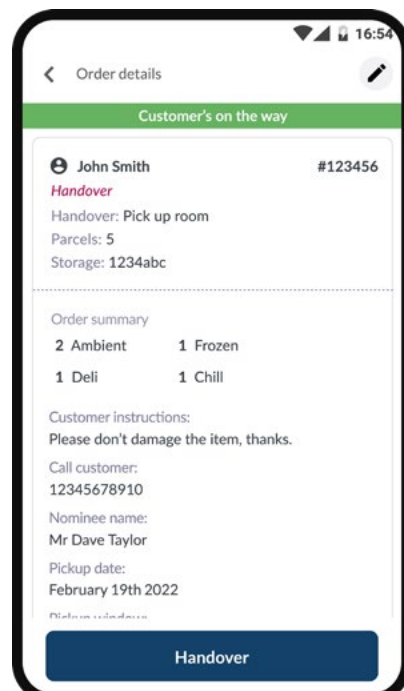 16:54
Order details
Customer's on the way
John Smith #123456
Handover
Handover: Pick up room
Parcels: 5
Storage: 1234abc
Order summary
2 Ambient 1 Frozen
1 Deli 1 Chill
Customer instructions:
Please don't damage the item, thanks.
Call customer:
12345678910
Nominee name:
Mr Dave Taylor
Pickup date:
February 19th 2022
Pickup window:
Handover